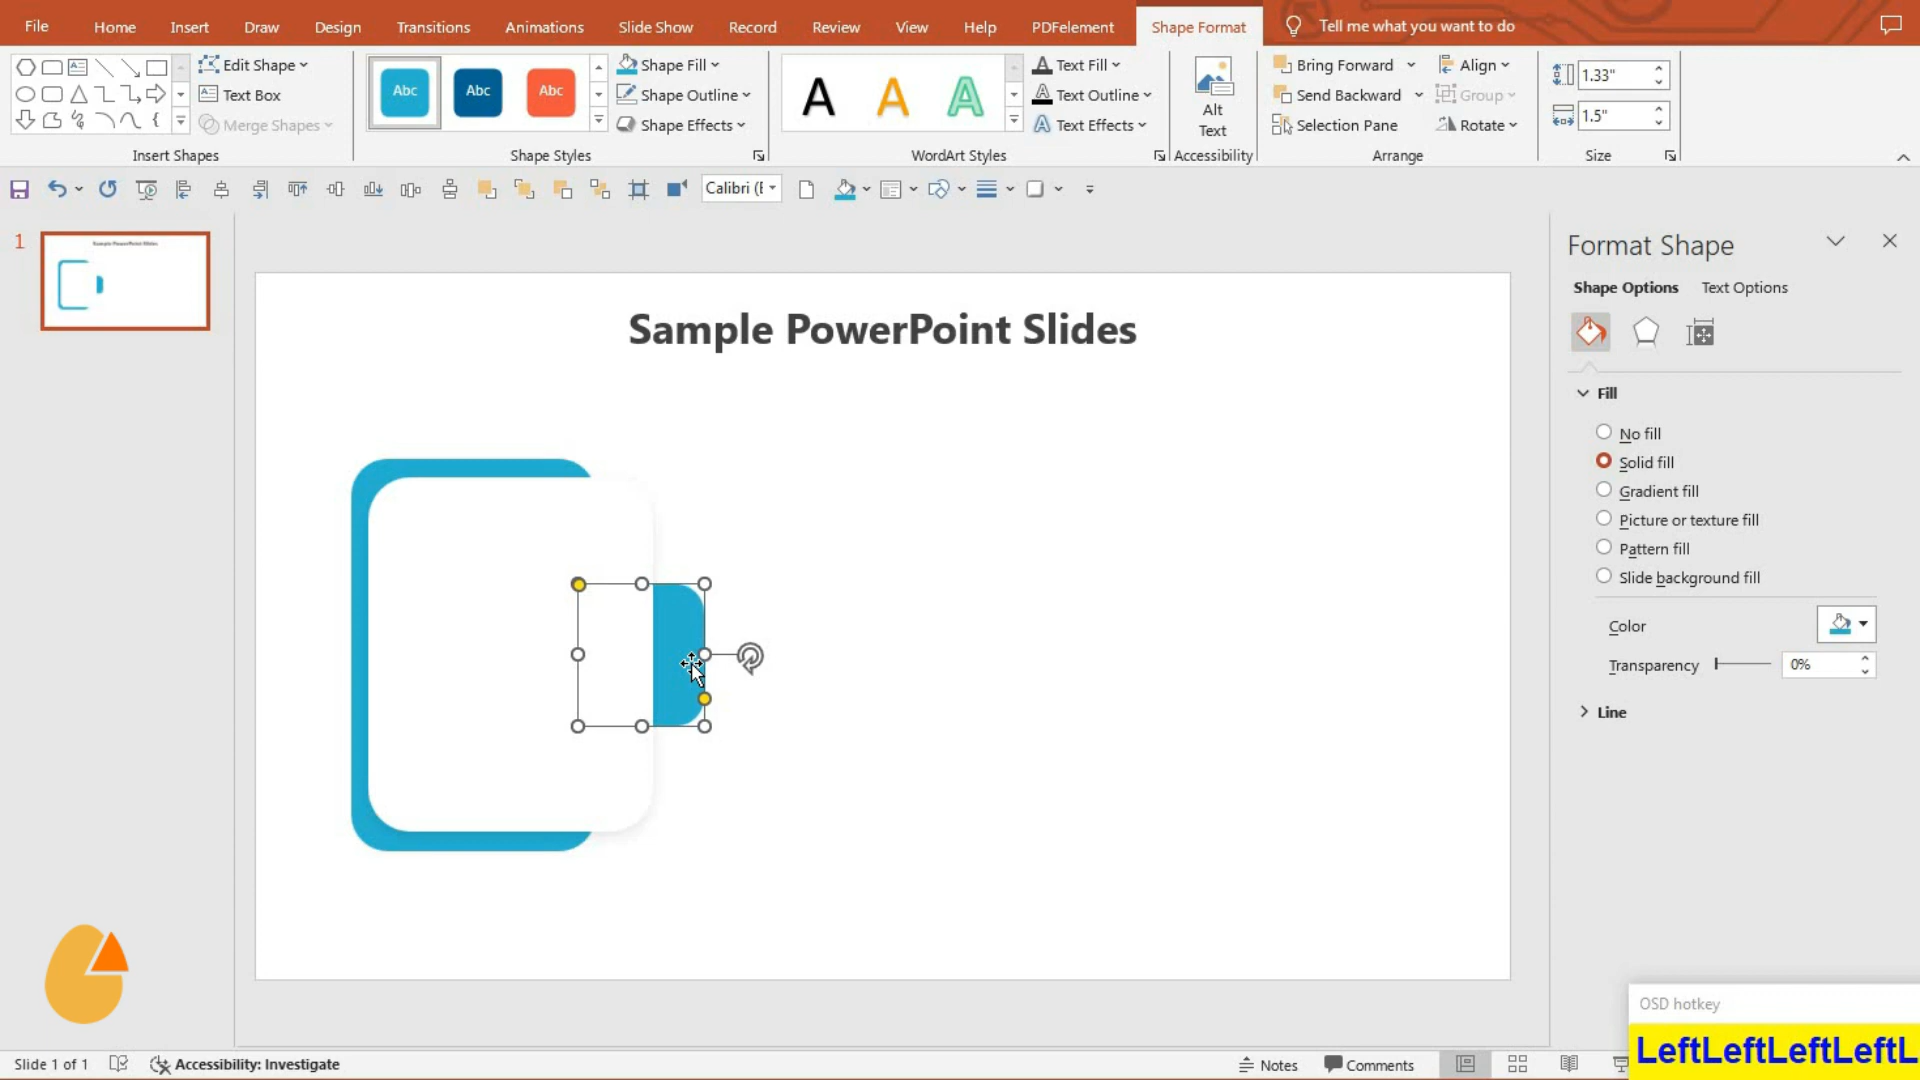 File Home Insert Draw Design Transitions Animations Slide Show Record Review View Help PDFelement Shape Format Tell me what you want to do
Edit Shape
Text Box
Merge Shapes
Insert Shapes
Abc Abc Abc
Shape Fill
Shape Outline
Shape Effects
Shape Styles
A A A
Text Fill
Text Outline
Text Effects
WordArt Styles
Alt
Text
Accessibility
Bring Forward
Send Backward
Selection Pane
Align
Group
Rotate
Arrange
1.33"
1.5"
Size
Calibri (E
1
Sample PowerPoint Slides
Sample PowerPoint Slides
Format Shape
Shape Options Text Options
Fill
No fill
Solid fill
Gradient fill
Picture or texture fill
Pattern fill
Slide background fill
Color
Transparency 0%
Line
OSD hotkey
LeftLeftLeftLeftL
Slide 1 of 1 Accessibility: Investigate Notes Comments